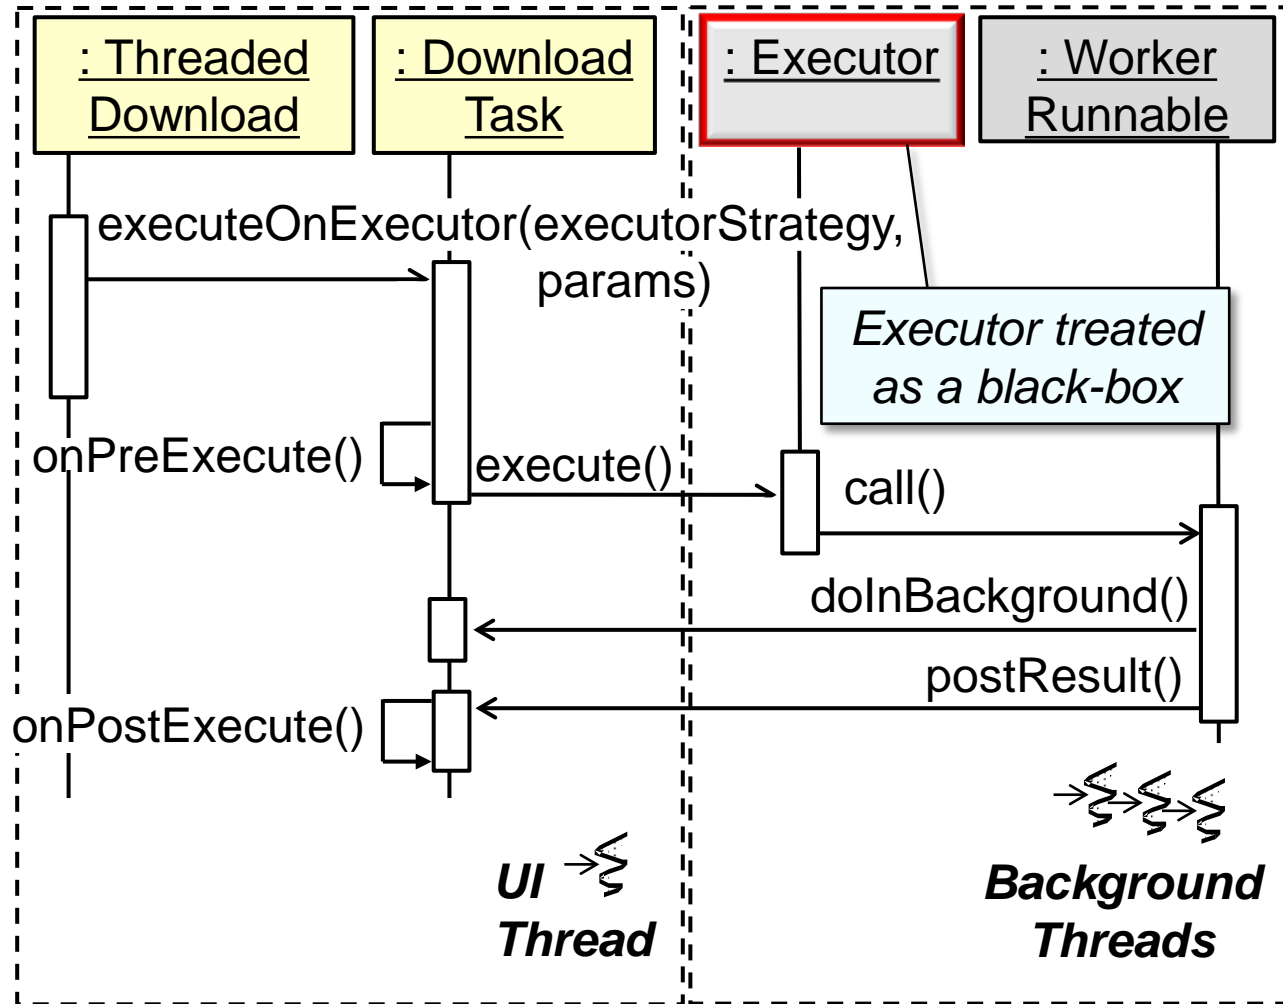 : Threaded
Download
: Download
Task
: Executor
: Worker
Runnable
executeOnExecutor(executorStrategy,
params)
Executor treated
as a black-box
onPreExecute()
execute()
call()
doInBackground()
postResult()
onPostExecute()
UI
Thread
Background
Threads